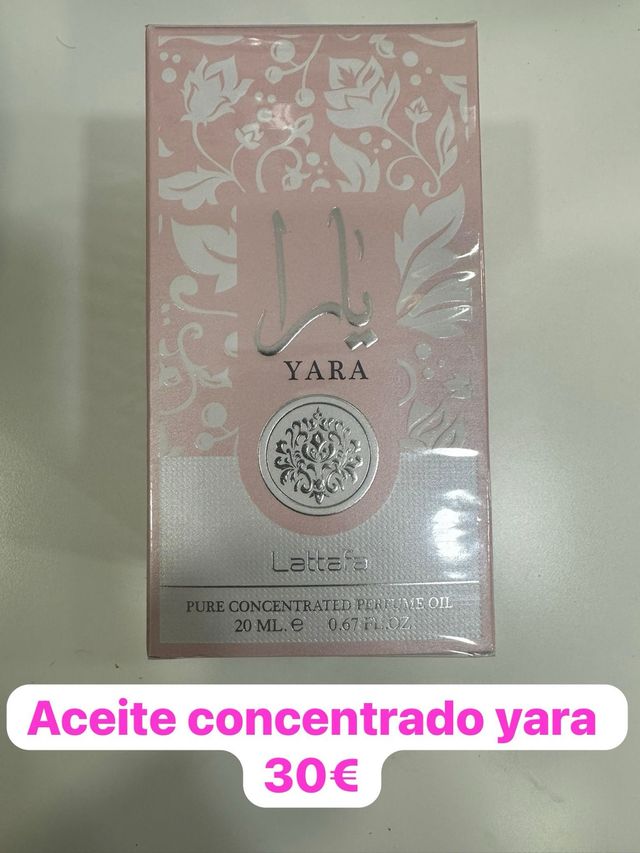 يارا
YARA
Lattafa
PURE CONCENTRATED PERFUME OIL
20 ML. e 0.67 FL.OZ.
Aceite concentrado yara
30€